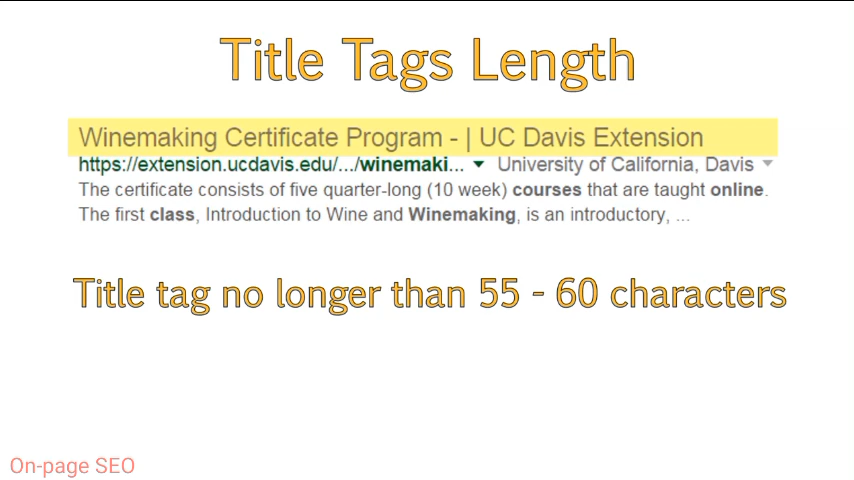 Title Tags Length
Winemaking Certificate Program - | UC Davis Extension
https://extension.ucdavis.edu/.../winemaki... University of California, Davis
The certificate consists of five quarter-long (10 week) courses that are taught online.
The first class, Introduction to Wine and Winemaking, is an introductory, ...
Title tag no longer than 55 - 60 characters
On-page SEO